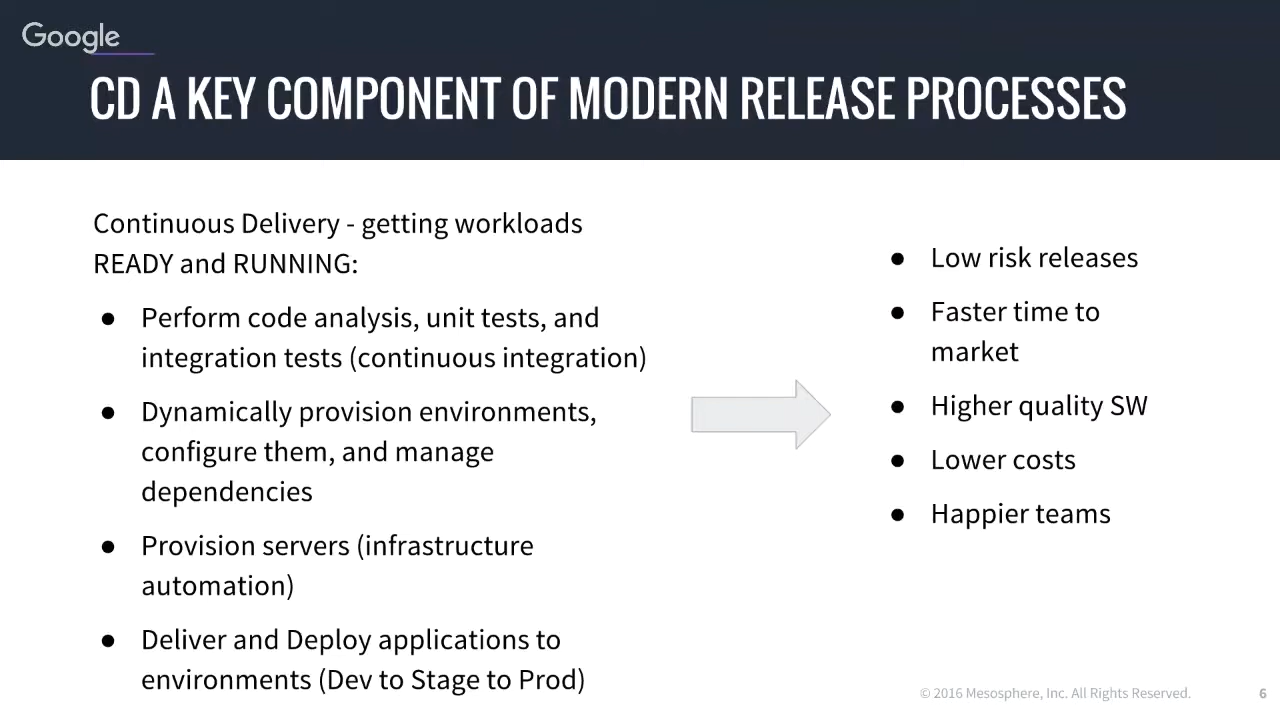 Google
CD A KEY COMPONENT OF MODERN RELEASE PROCESSES
Continuous Delivery - getting workloads
READY and RUNNING:
● Perform code analysis, unit tests, and
integration tests (continuous integration)
● Dynamically provision environments,
configure them, and manage
dependencies
● Provision servers (infrastructure
automation)
● Deliver and Deploy applications to
environments (Dev to Stage to Prod)
● Low risk releases
● Faster time to
market
● Higher quality SW
● Lower costs
● Happier teams
© 2016 Mesosphere, Inc. All Rights Reserved.
6